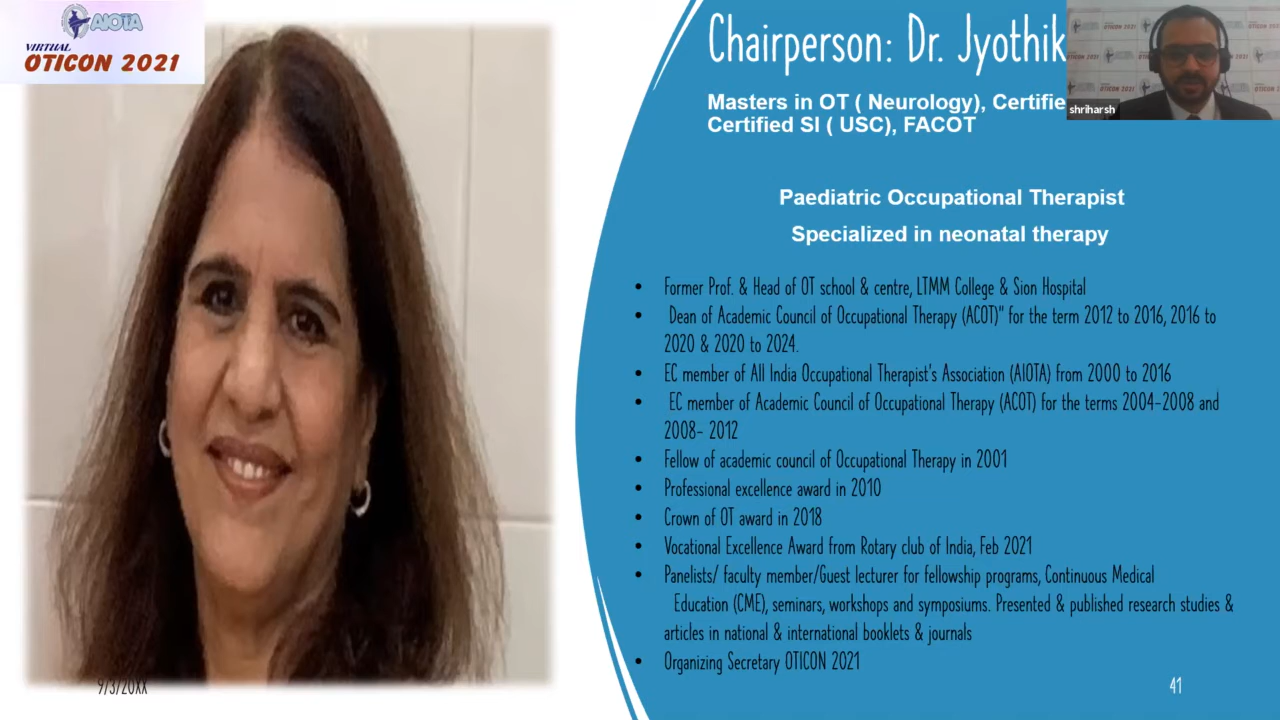 AIOTA
VIRTUAL
OTICON 2021
Chairperson: Dr. Jyothik
Masters in OT ( Neurology), Certifie
Certified SI ( USC), FACOT
shriharsh
Paediatric Occupational Therapist
Specialized in neonatal therapy
• Former Prof. & Head of OT school & centre, LTMM College & Sion Hospital
• Dean of Academic Council of Occupational Therapy (ACOT)" for the term 2012 to 2016, 2016 to
2020 & 2020 to 2024.
• EC member of All India Occupational Therapist's Association (AIOTA) from 2000 to 2016
• EC member of Academic Council of Occupational Therapy (ACOT) for the terms 2004-2008 and
2008- 2012
• Fellow of academic council of Occupational Therapy in 2001
• Professional excellence award in 2010
• Crown of OT award in 2018
• Vocational Excellence Award from Rotary club of India, Feb 2021
• Panelists/ faculty member/Guest lecturer for fellowship programs, Continuous Medical
Education (CME), seminars, workshops and symposiums. Presented & published research studies &
articles in national & international booklets & journals
• Organizing Secretary OTICON 2021
9/3/20XX
41